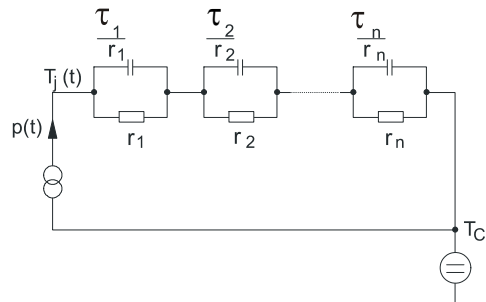 τ1 τ2 τn
r1 r2 rn
Tj (t)
p(t)
r1 r2 rn
TC